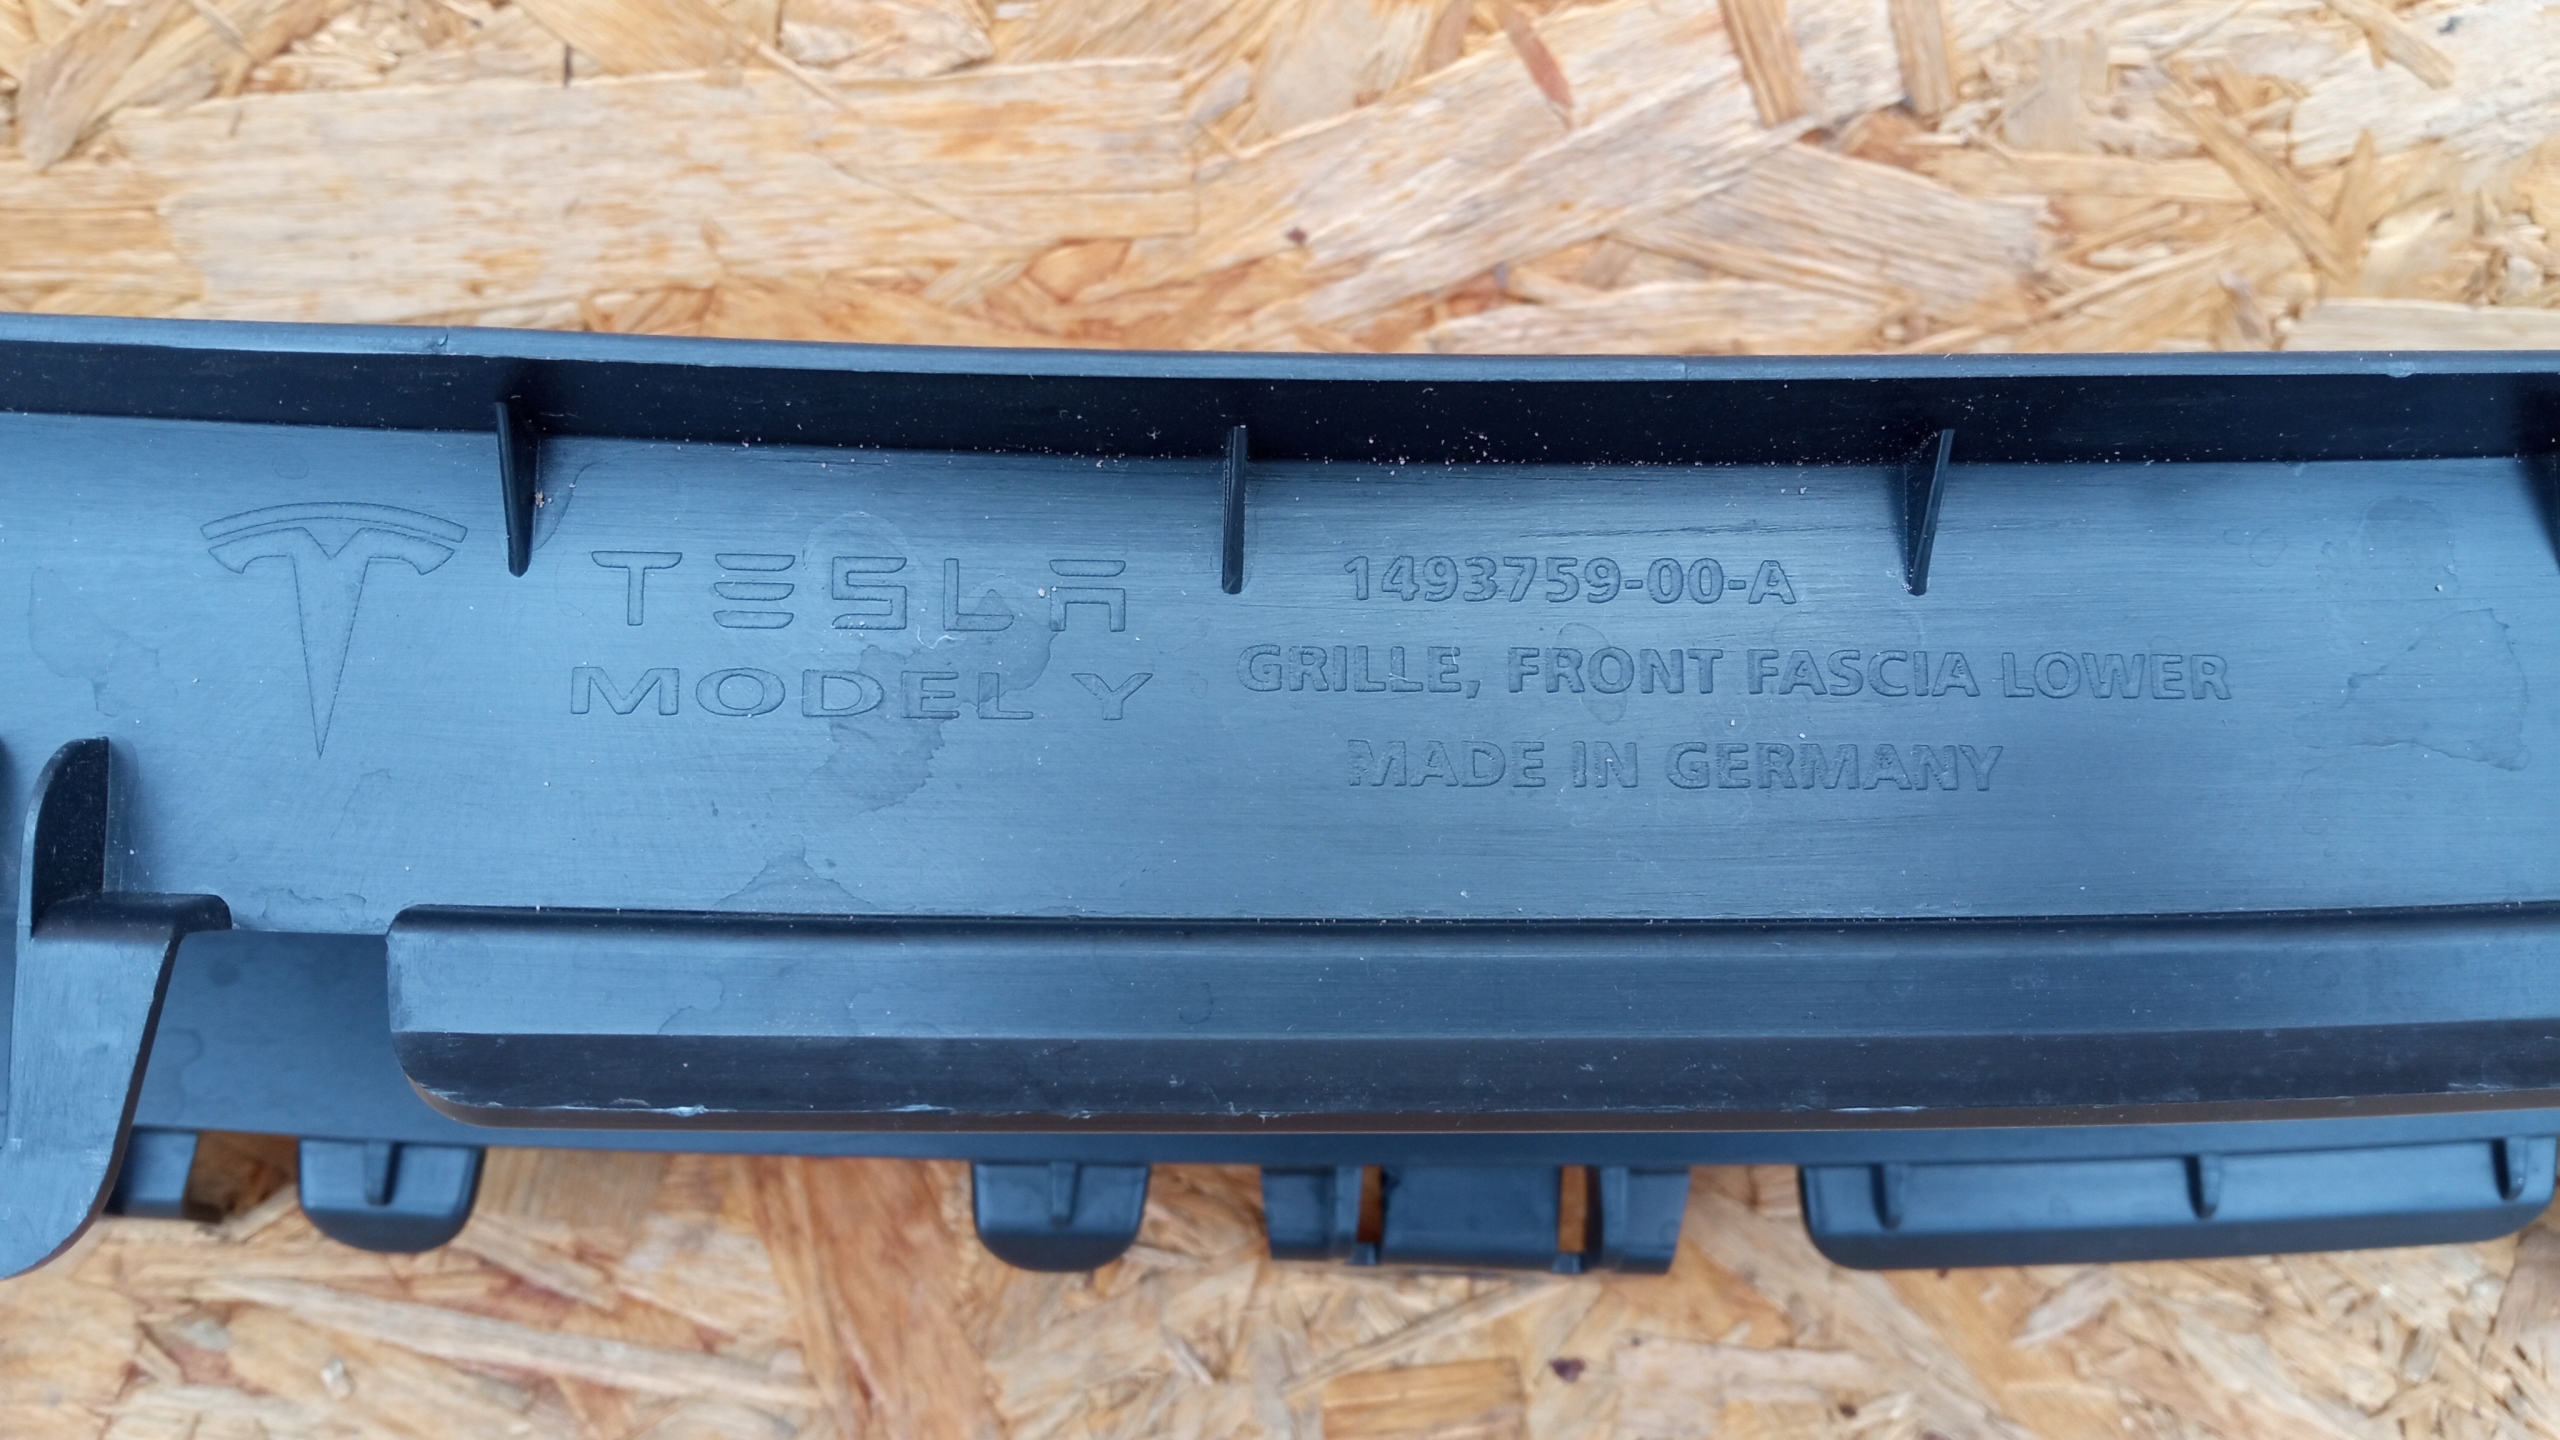 TESLA
MODEL Y
1493759-00-A
GRILLE, FRONT FASCIA LOWER
MADE IN GERMANY